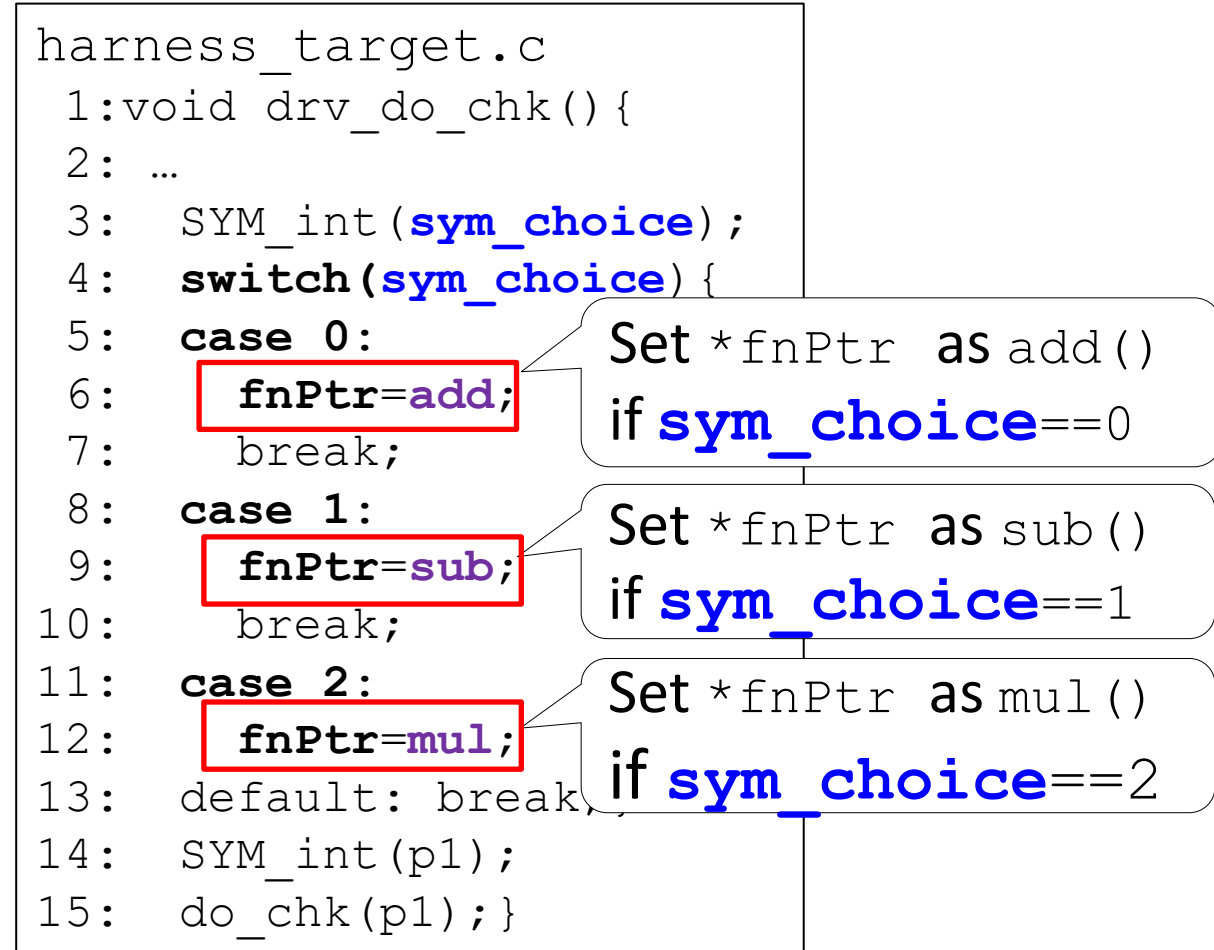 harness_target.c
1:void drv_do_chk(){
2: …
3: SYM_int(sym_choice);
4: switch(sym_choice){
5: case 0:
6: fnPtr=add;
7: break;
8: case 1:
9: fnPtr=sub;
10: break;
11: case 2:
12: fnPtr=mul;
13: default: break;
14: SYM_int(p1);
15: do_chk(p1);}
Set *fnPtr as add()
if sym_choice==0
Set *fnPtr as sub()
if sym_choice==1
Set *fnPtr as mul()
if sym_choice==2